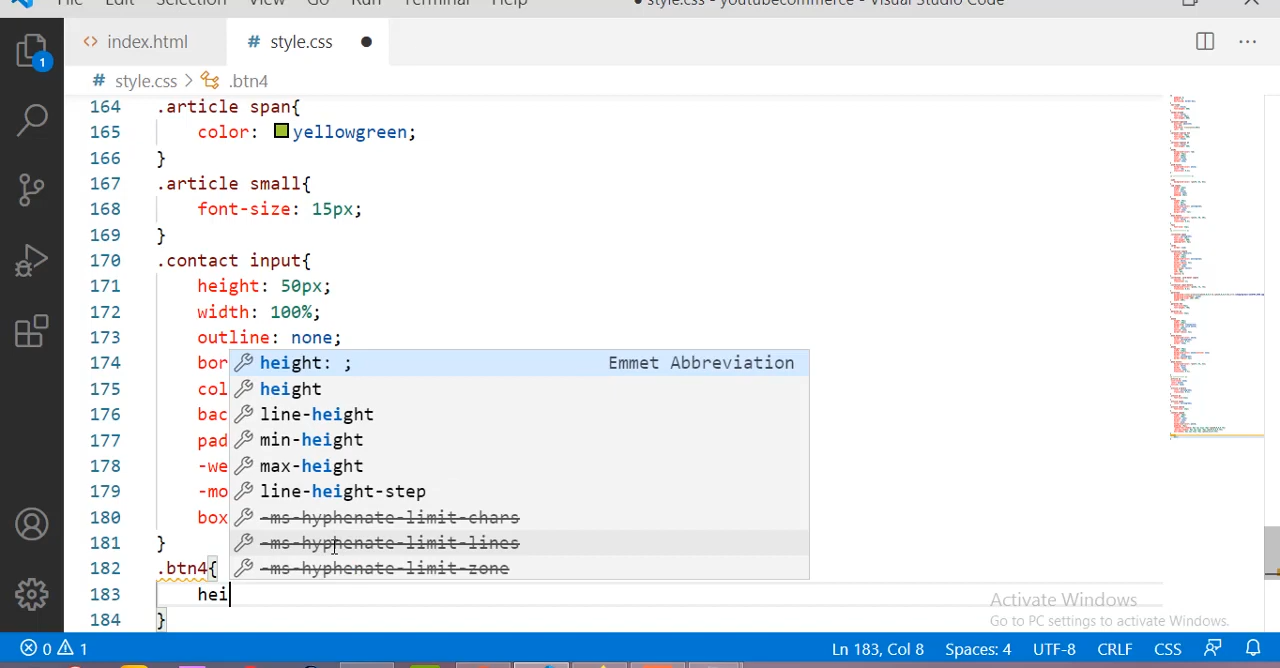 File Edit Selection View Go Run Terminal Help ● style.css - youtubecommerce - Visual Studio Code
<> index.html # style.css ●
# style.css > .btn4
164 .article span{
165 color: yellowgreen;
166 }
167 .article small{
168 font-size: 15px;
169 }
170 .contact input{
171 height: 50px;
172 width: 100%;
173 outline: none;
174 bor height: ; Emmet Abbreviation
175 col height
176 bac line-height
177 pad min-height
178 -we max-height
179 -mo line-height-step
180 box -ms-hyphenate-limit-chars
181 } -ms-hyphenate-limit-lines
182 .btn4{ -ms-hyphenate-limit-zone
183 hei
184 }
1
Activate Windows
Go to PC settings to activate Windows.
0 1 Ln 183, Col 8 Spaces: 4 UTF-8 CRLF CSS